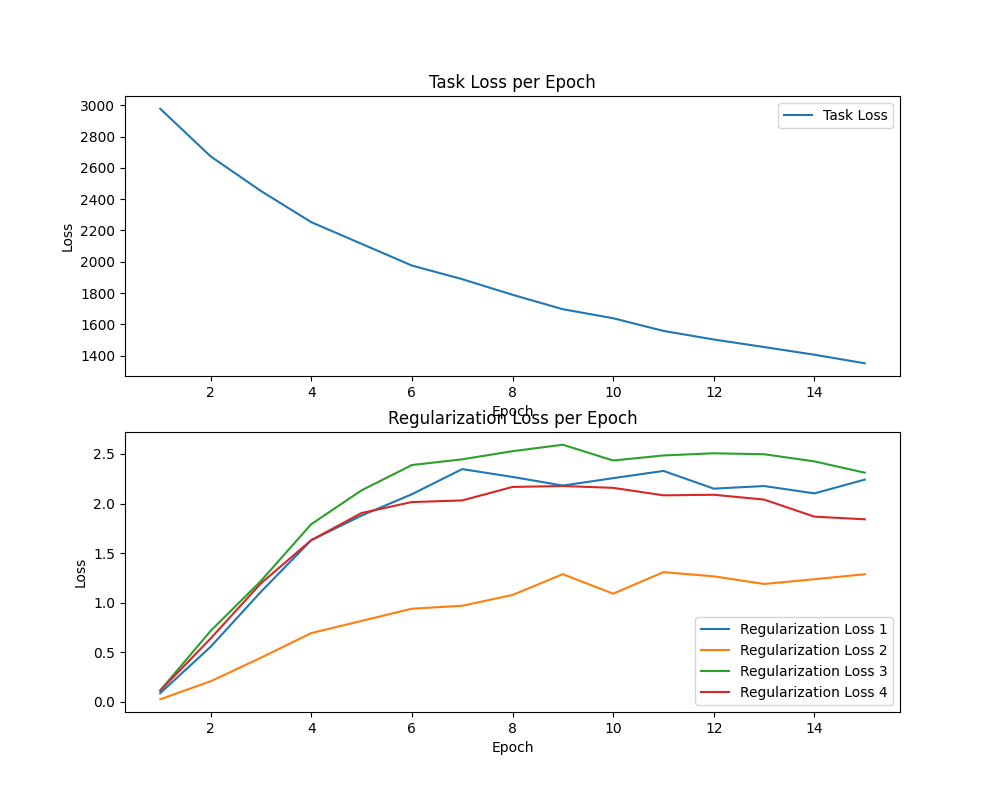 Task Loss per Epoch
Task Loss
3000
2800
2600
2400
2200
2000
1800
1600
1400
Loss
2 4 6 8 10 12 14
Epoch
Regularization Loss per Epoch
2.5
2.0
1.5
1.0
0.5
0.0
Loss
Regularization Loss 1
Regularization Loss 2
Regularization Loss 3
Regularization Loss 4
2 4 6 8 10 12 14
Epoch